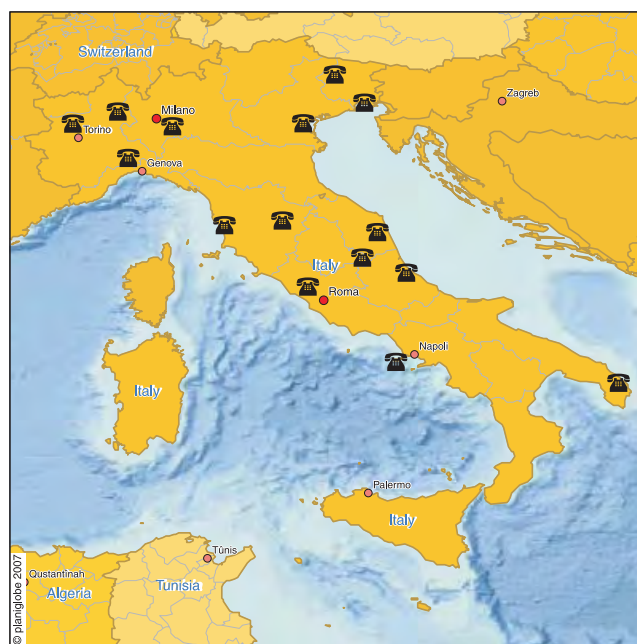 Switzerland
Zagreb
Milano
Torino
Genova
Italy
Roma
Napoli
Italy
Palermo
Italy
Tūnis
Qustantīnah
Algeria
Tunisia
© planiglobe 2007